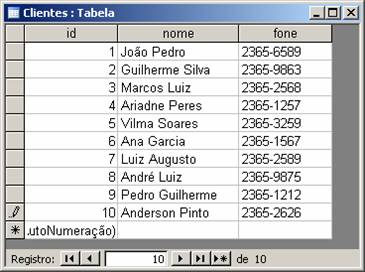 Clientes : Tabela
id nome fone
1 João Pedro 2365-6589
2 Guilherme Silva 2365-9863
3 Marcos Luiz 2365-2568
4 Ariadne Peres 2365-1257
5 Vilma Soares 2365-3259
6 Ana Garcia 2365-1567
7 Luiz Augusto 2365-2589
8 André Luiz 2365-9875
9 Pedro Guilherme 2365-1212
10 Anderson Pinto 2365-2626
utoNumeração)
Registro: 10 de 10